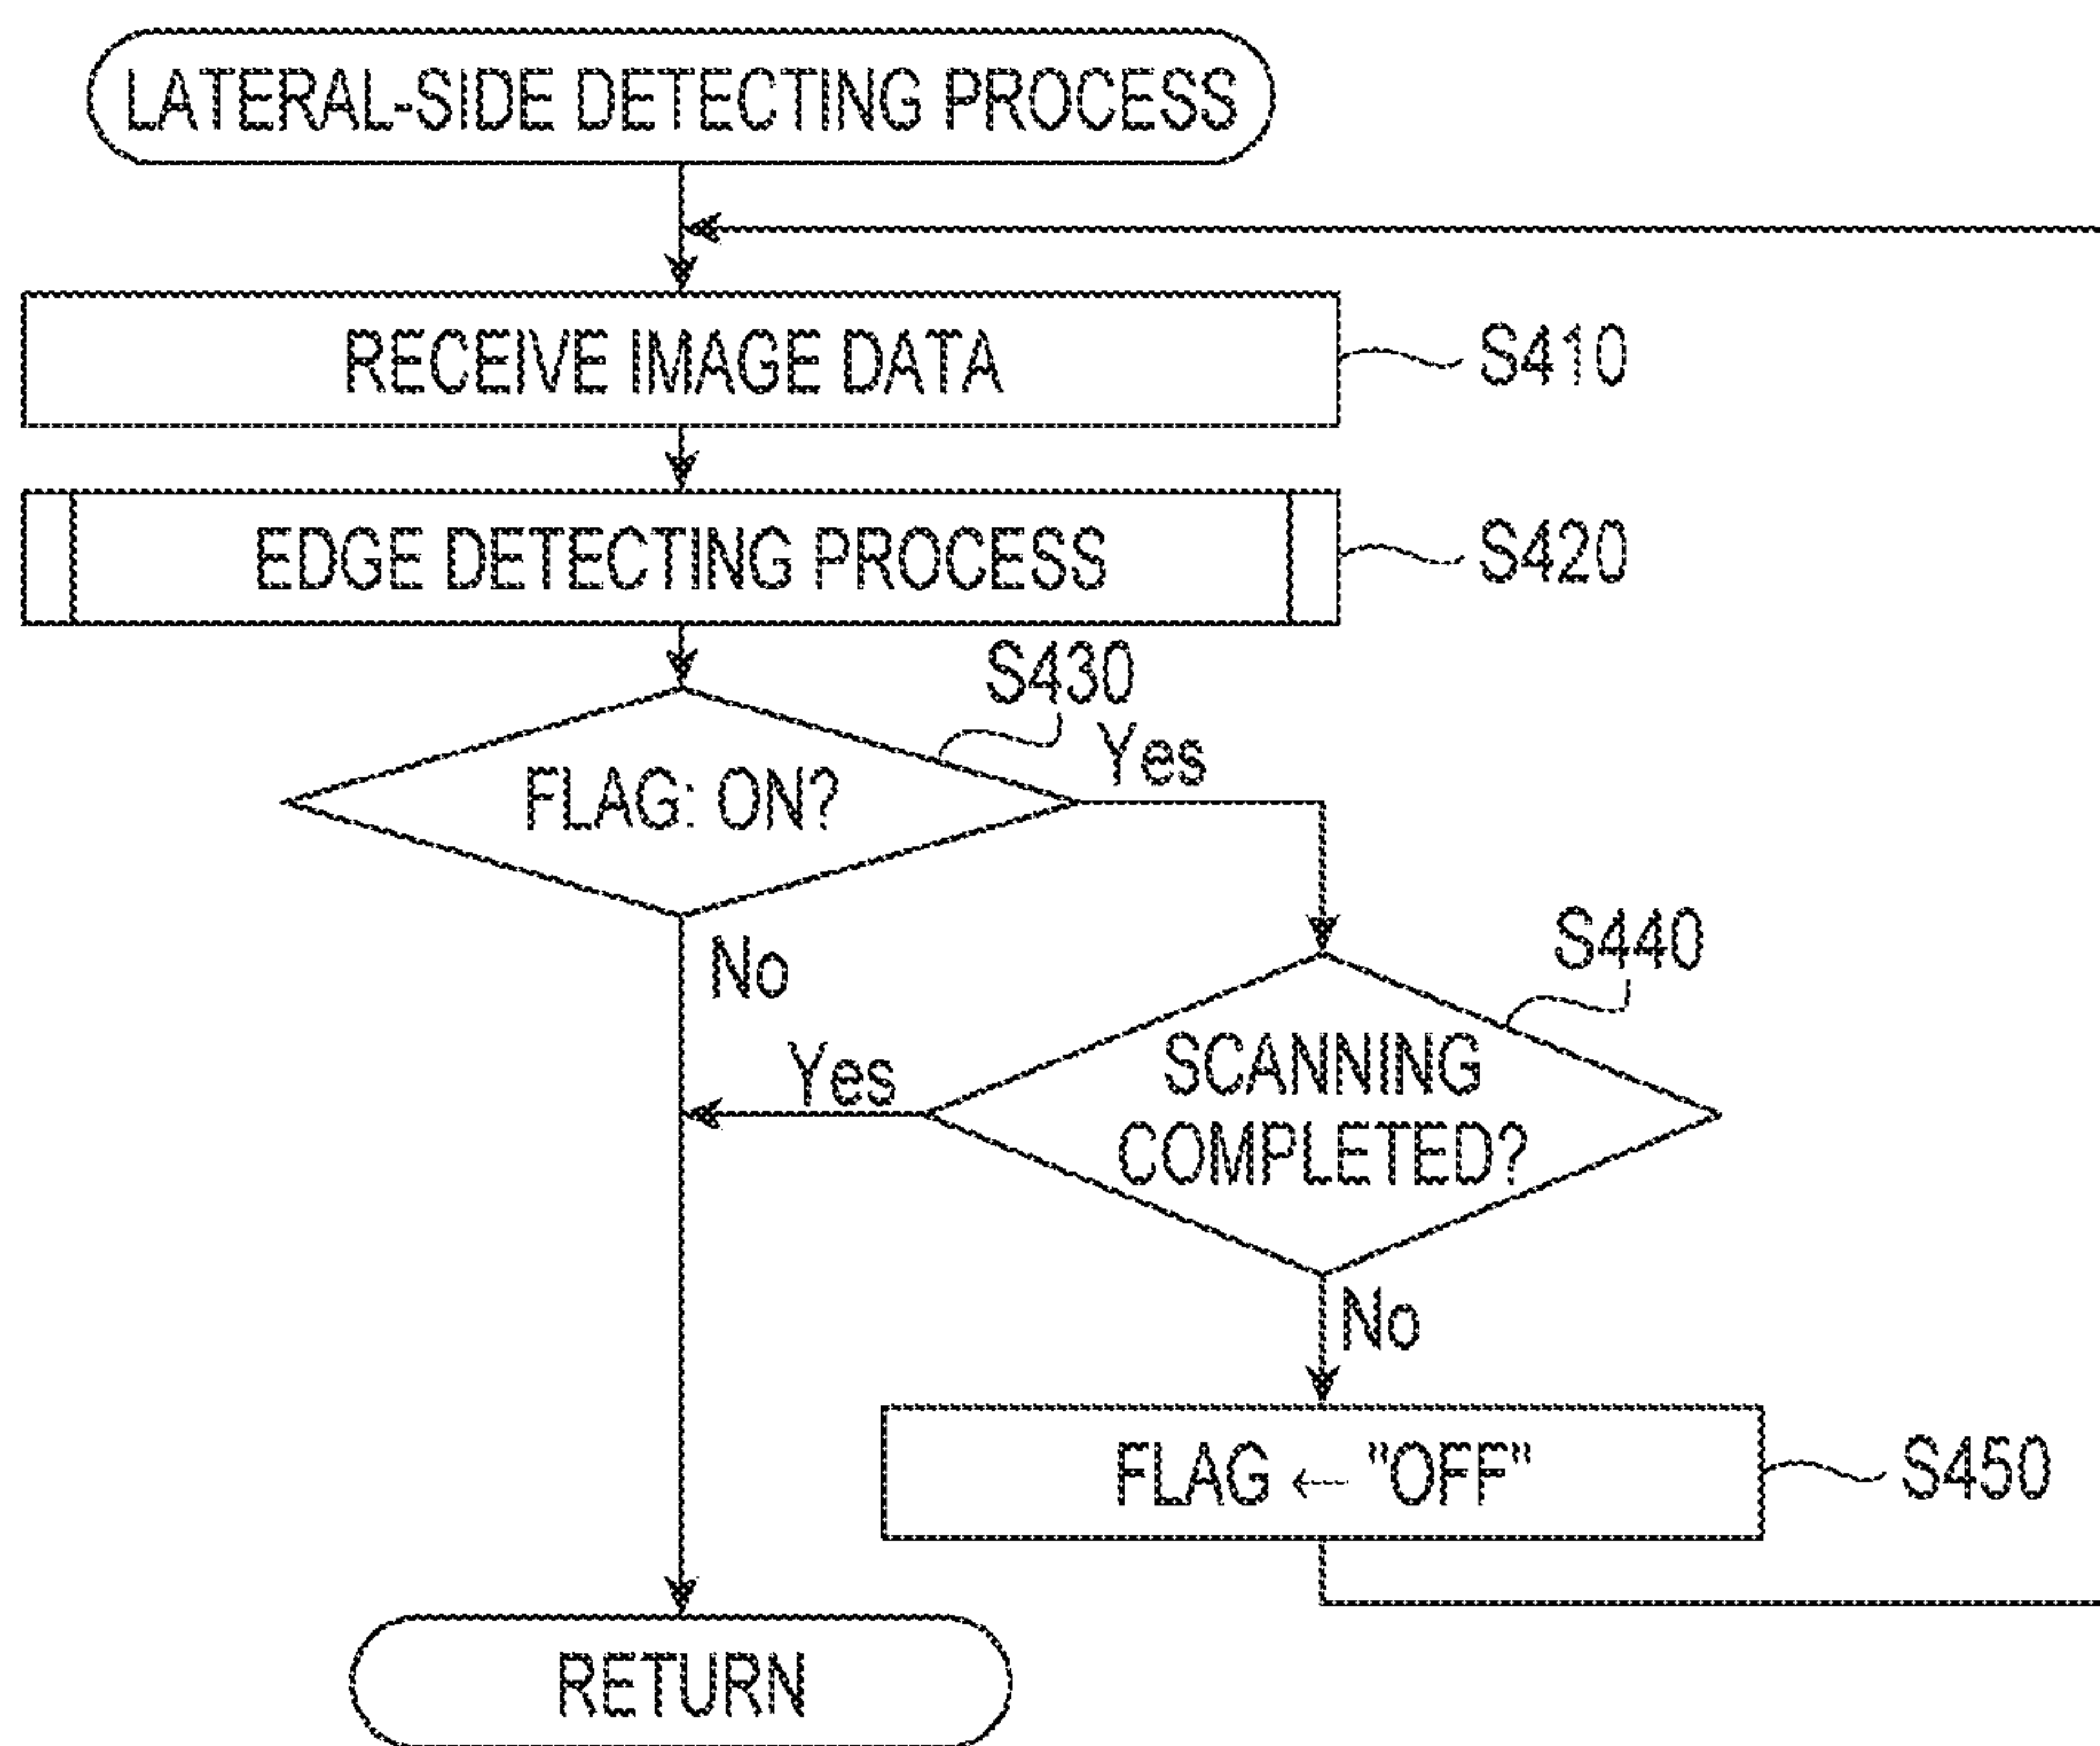 LATERAL-SIDE DETECTING PROCESS
RECEIVE IMAGE DATA
S410
EDGE DETECTING PROCESS
S420
S430
FLAG: ON?
Yes
No
S440
SCANNING
COMPLETED?
Yes
No
FLAG ← "OFF"
S450
RETURN